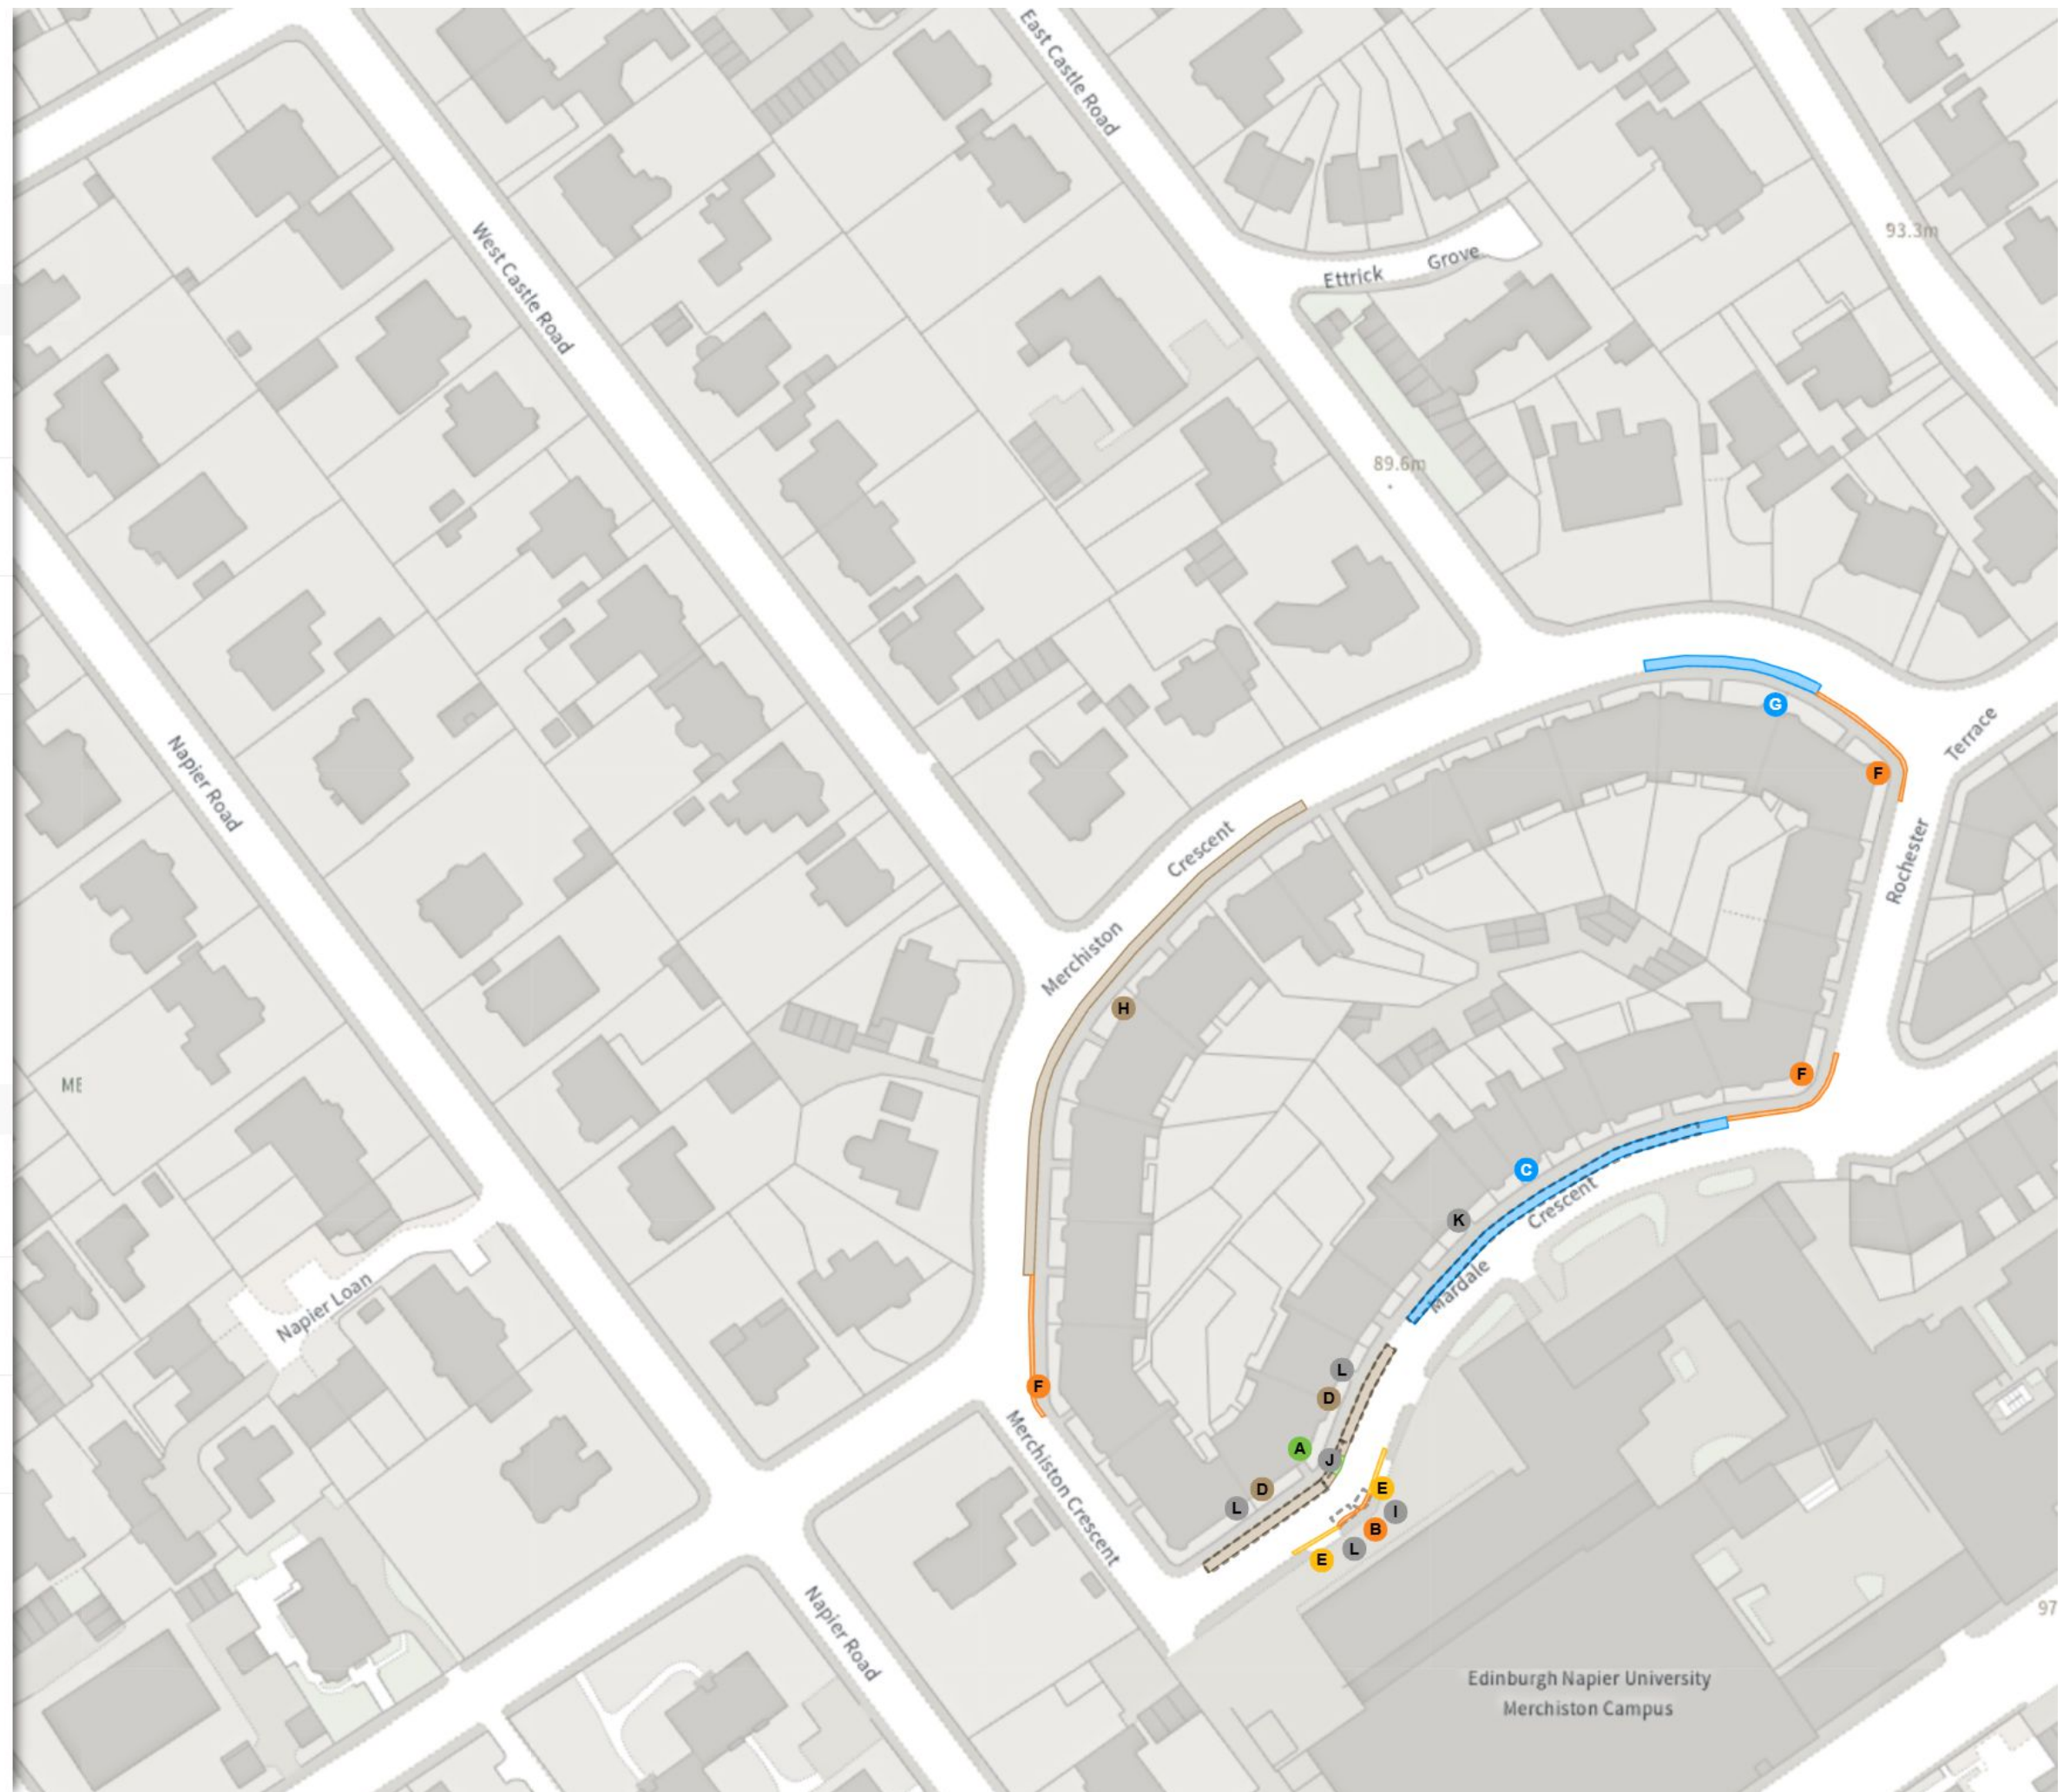 East Castle Road
93.3m
Ettrick Grove
West Castle Road
89.6m
G
Terrace
F
Napier Road
Crescent
Rochester
Merchiston
H
ME
F
C
K
Crescent
Mardale
Napier Loan
L
F
D
A
J
Merchiston Crescent
D
E
L
I
B
L
E
Napier Road
97
Edinburgh Napier University
Merchiston Campus